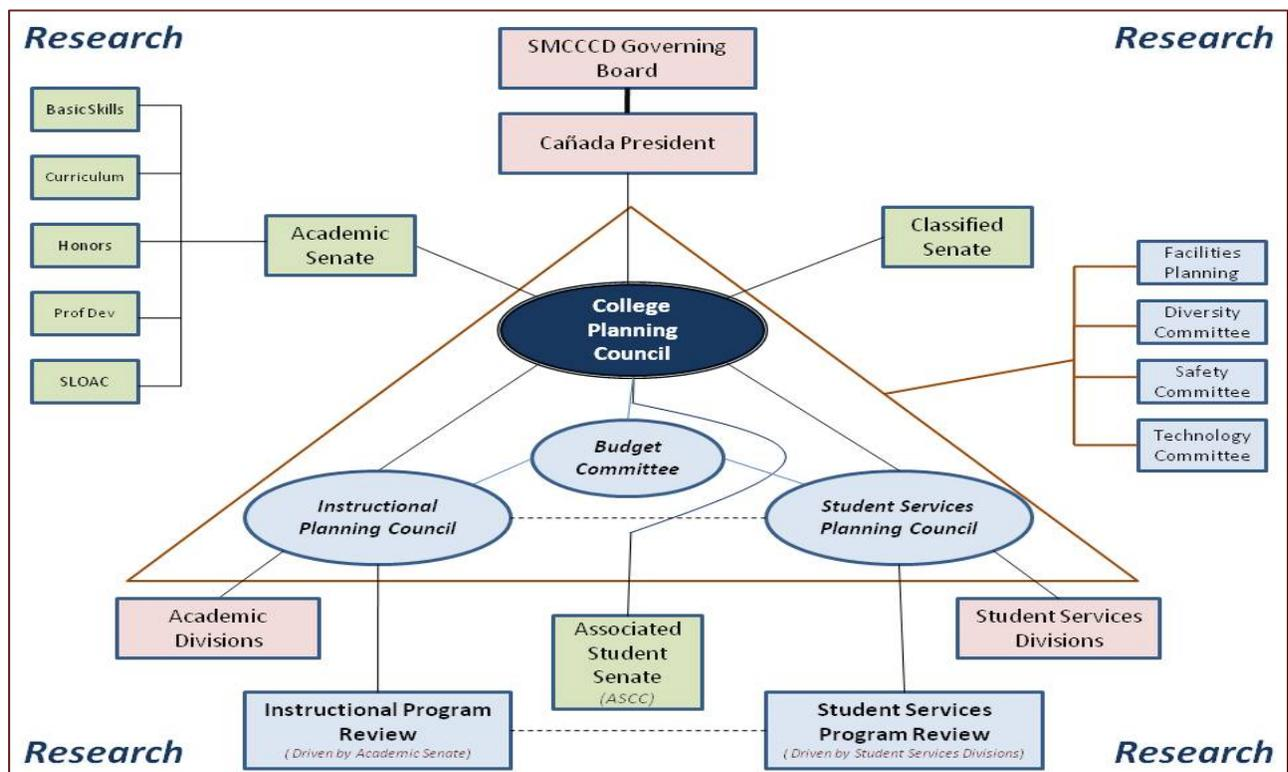 Research
Research
SMCCCD Governing
Board
Cañada President
Basic Skills
Curriculum
Honors
Prof Dev
SLOAC
Academic
Senate
Classified
Senate
Facilities
Planning
Diversity
Committee
Safety
Committee
Technology
Committee
College
Planning
Council
Budget
Committee
Instructional
Planning Council
Student Services
Planning Council
Academic
Divisions
Associated
Student
Senate
(ASCC)
Student Services
Divisions
Instructional Program
Review
( Driven by Academic Senate)
Student Services
Program Review
( Driven by Student Services Divisions)
Research
Research